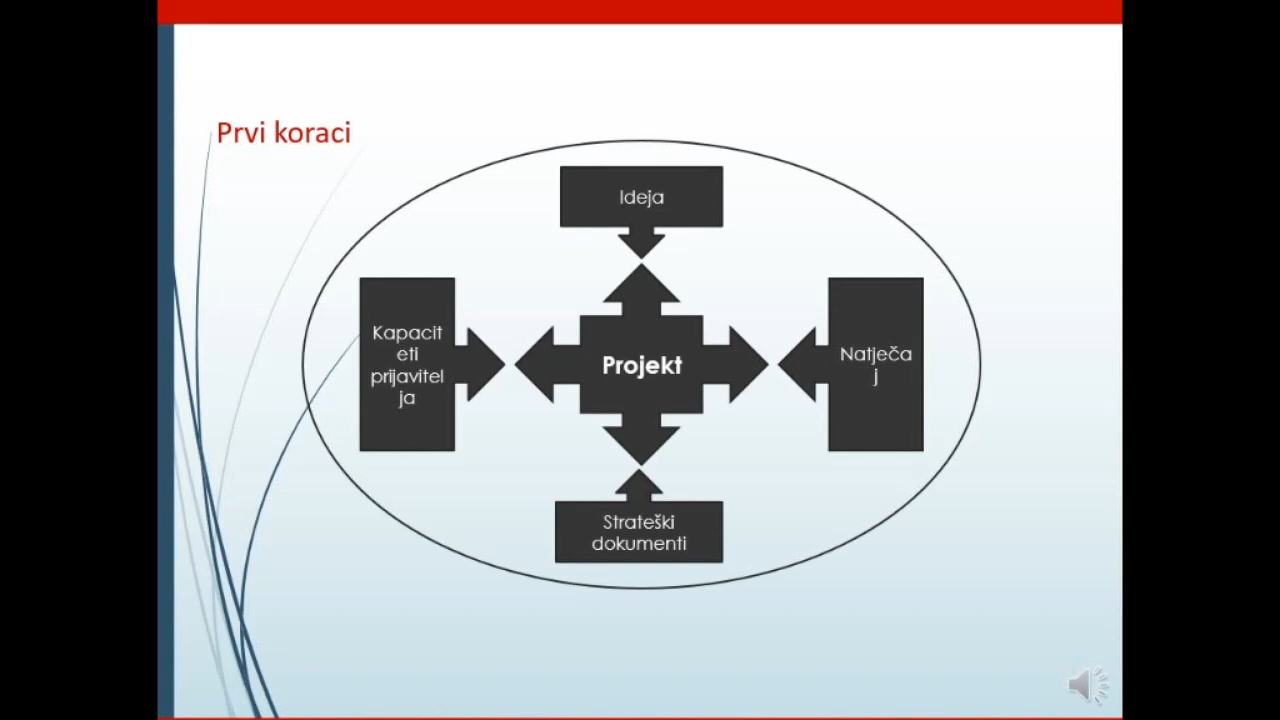 Prvi koraci
Ideja
Kapacit
eti
prijavitel
ja
Projekt
Natječa
j
Strateški
dokumenti